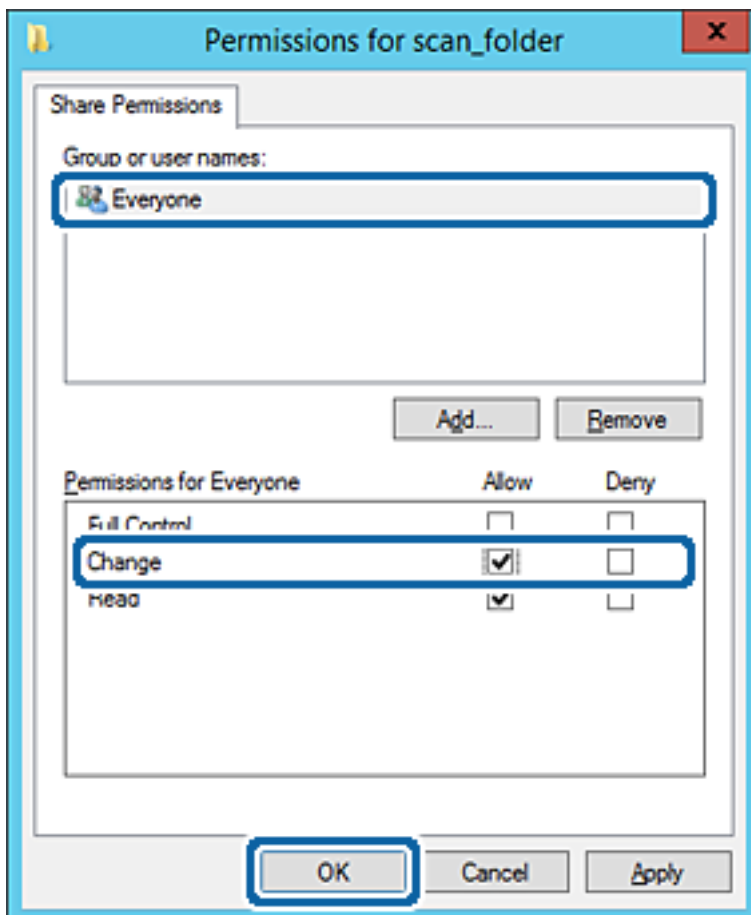 Permissions for scan_folder
x
Share Permissions
Group or user names:
Everyone
Add...
Remove
Permissions for Everyone Allow Deny
Full Control
Change
Read
OK Cancel Apply